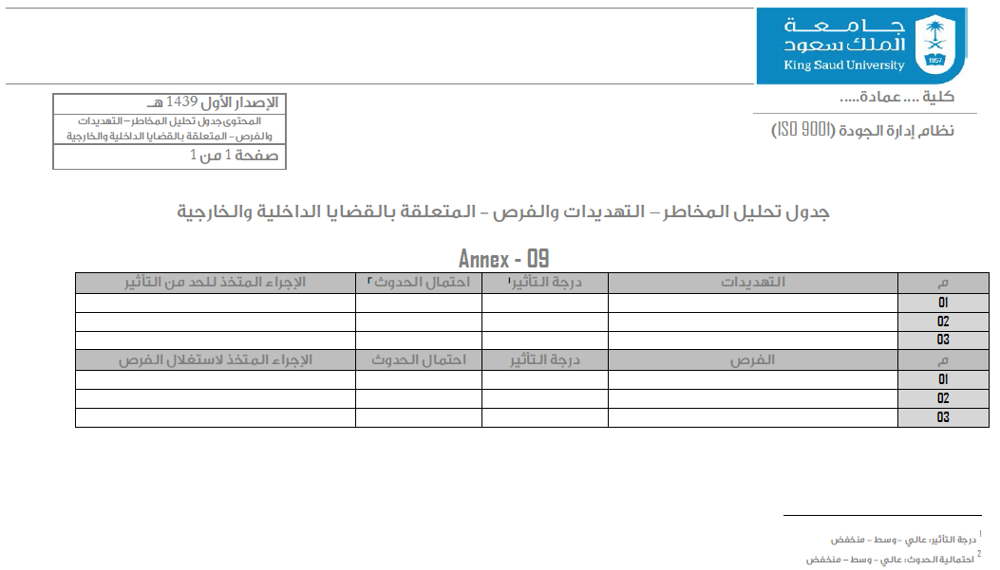 جامعة
الملك سعود
King Saud University
1957
كلية .... عمادة.....
نظام إدارة الجودة (ISO 9001)
الإصدار الأول 1439 هـ
المحتوى جدول تحليل المخاطر – التهديدات
والفرص - المتعلقة بالقضايا الداخلية والخارجية
صفحة 1 من 1
جدول تحليل المخاطر – التهديدات والفرص - المتعلقة بالقضايا الداخلية والخارجية
Annex - 09
م التهديدات درجة التأثير1 احتمال الحدوث2 الإجراء المتخذ للحد من التأثير
01
02
03
م الفرص درجة التأثير احتمال الحدوث الإجراء المتخذ لاستغلال الفرص
01
02
03
1 درجة التأثير: عالي - وسط - منخفض
2 احتمالية الحدوث: عالي - وسط – منخفض